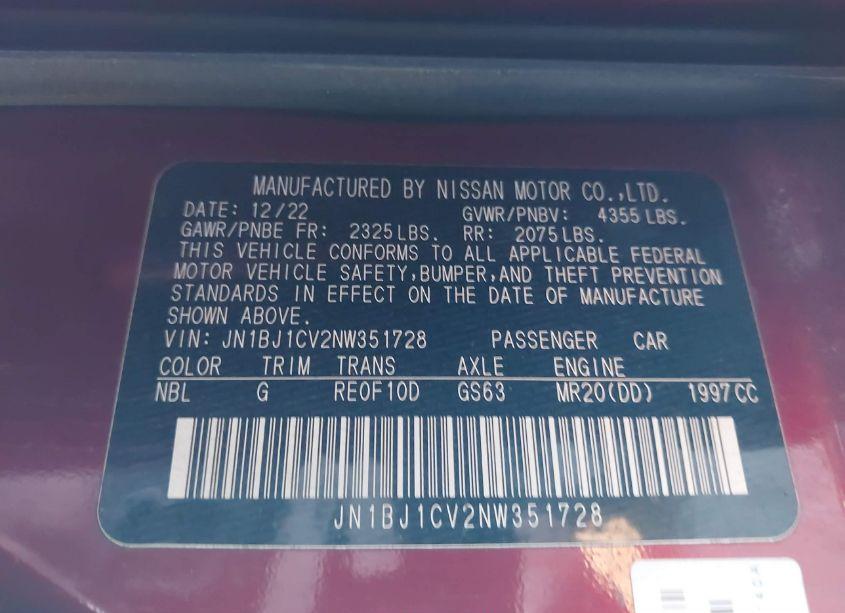 MANUFACTURED BY NISSAN MOTOR CO.,LTD.
DATE: 12/22 GVWR/PNBV: 4355 LBS.
GAWR/PNBE FR: 2325 LBS. RR: 2075 LBS.
THIS VEHICLE CONFORMS TO ALL APPLICABLE FEDERAL
MOTOR VEHICLE SAFETY, BUMPER, AND THEFT PREVENTION
STANDARDS IN EFFECT ON THE DATE OF MANUFACTURE
SHOWN ABOVE.
VIN: JN1BJ1CV2NW351728 PASSENGER CAR
COLOR TRIM TRANS AXLE ENGINE
NBL G RE0F10D GS63 MR20(DD) 1997CC
JN1BJ1CV2NW351728